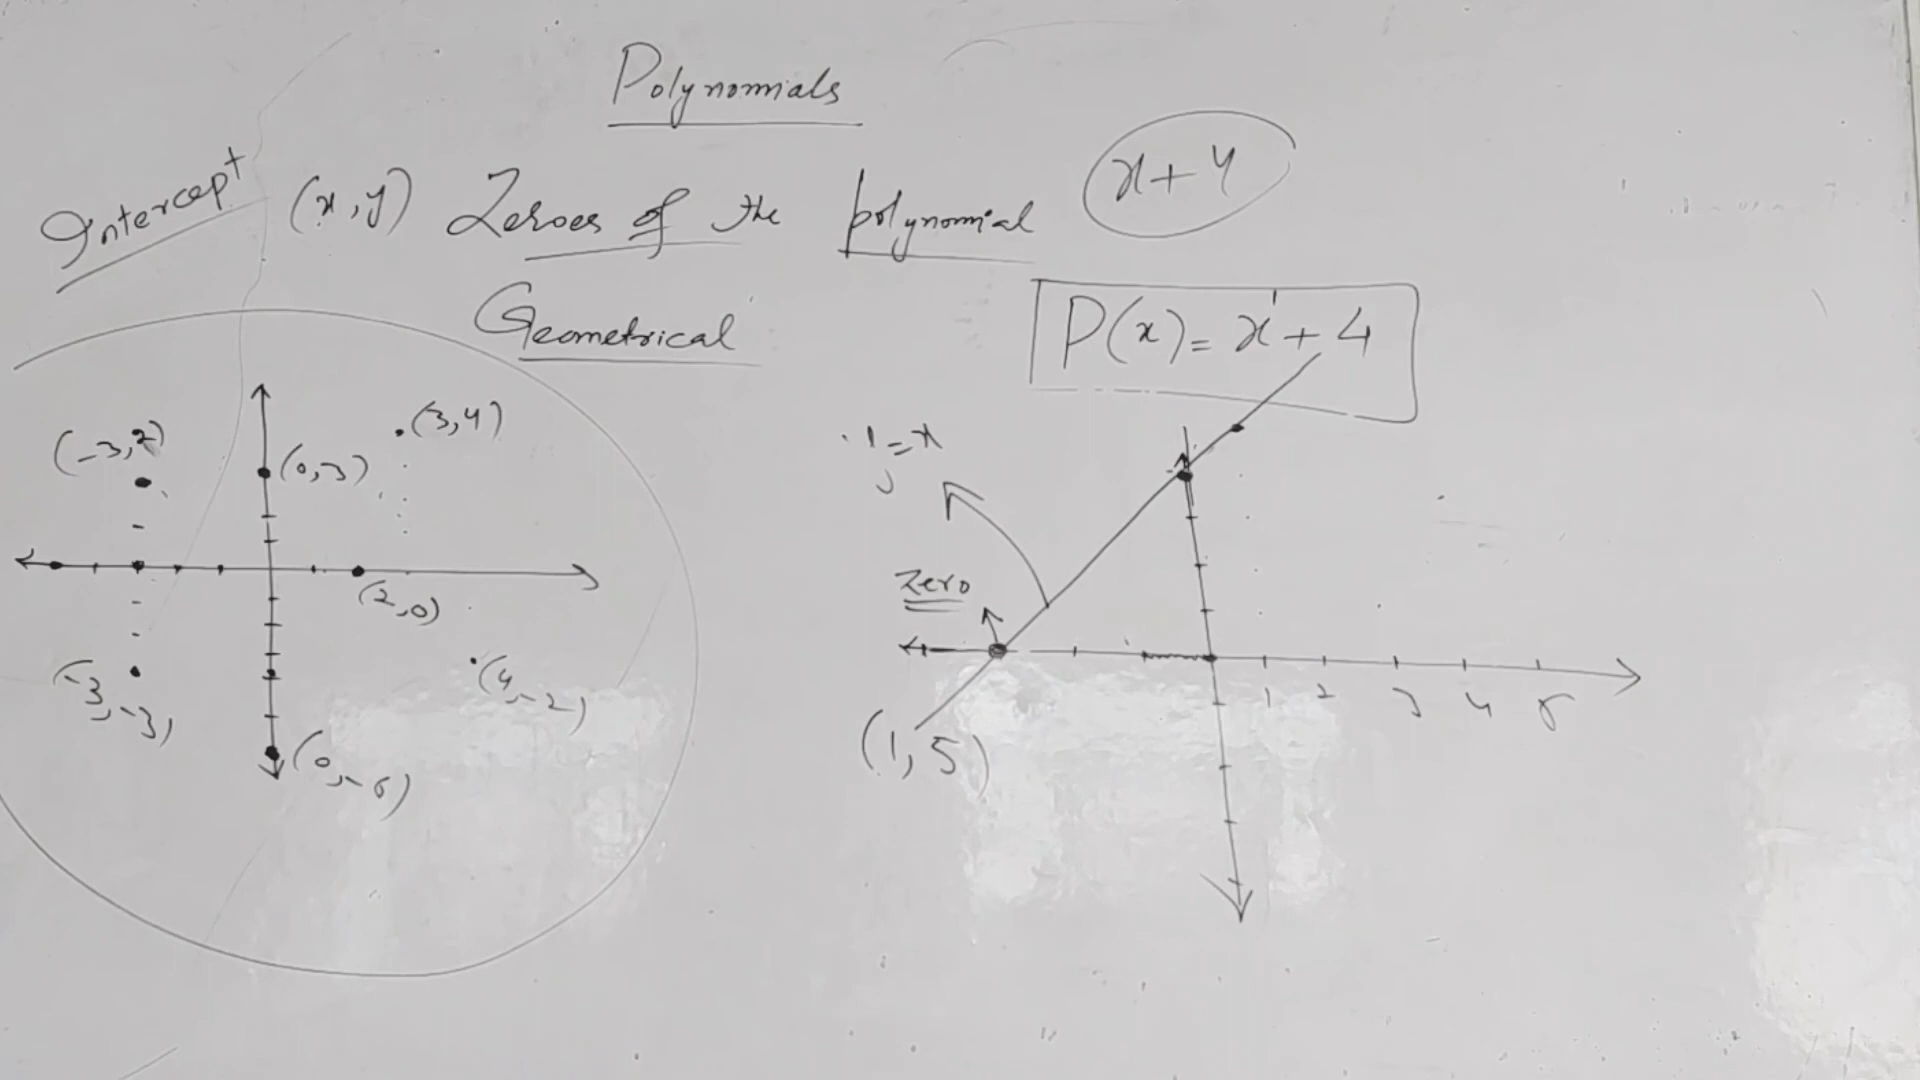 Polynomials
Intercept (x,y) Zeroes of the polynomial x+4
Geometrical
P(x)= x¹+4
(-3,2)
(3,4)
(0,3)
(2,0)
(-3,-3)
(4,-2)
(0,-6)
=x
Zero
1 2 3 4 5
(1,5)